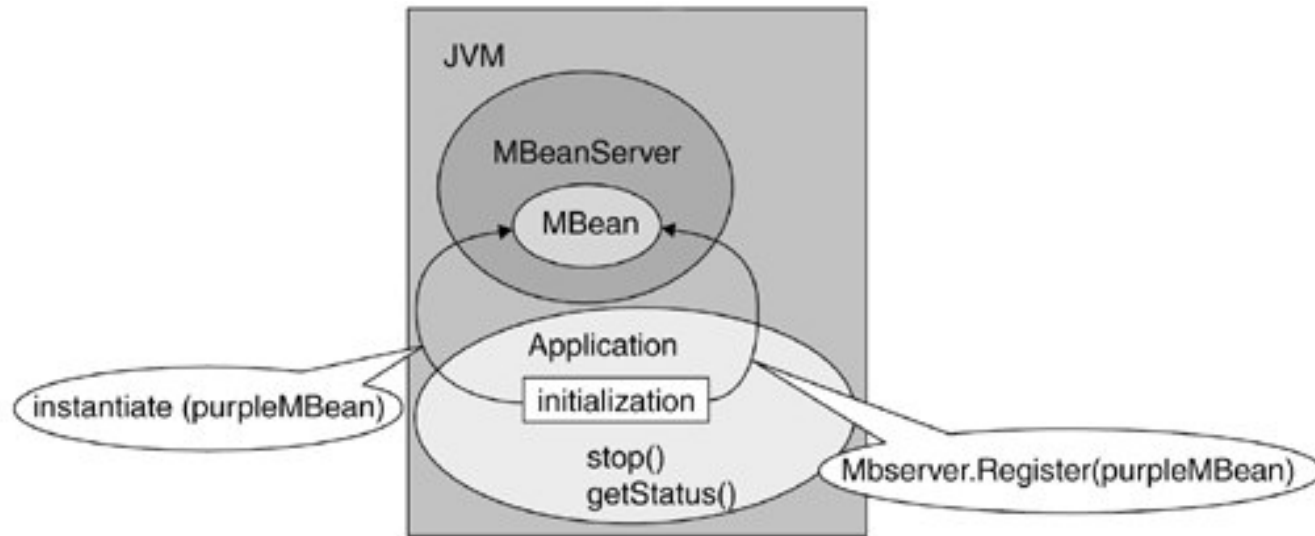 JVM
MBeanServer
MBean
Application
instantiate (purpleMBean)
initialization
stop()
getStatus()
Mbserver.Register(purpleMBean)